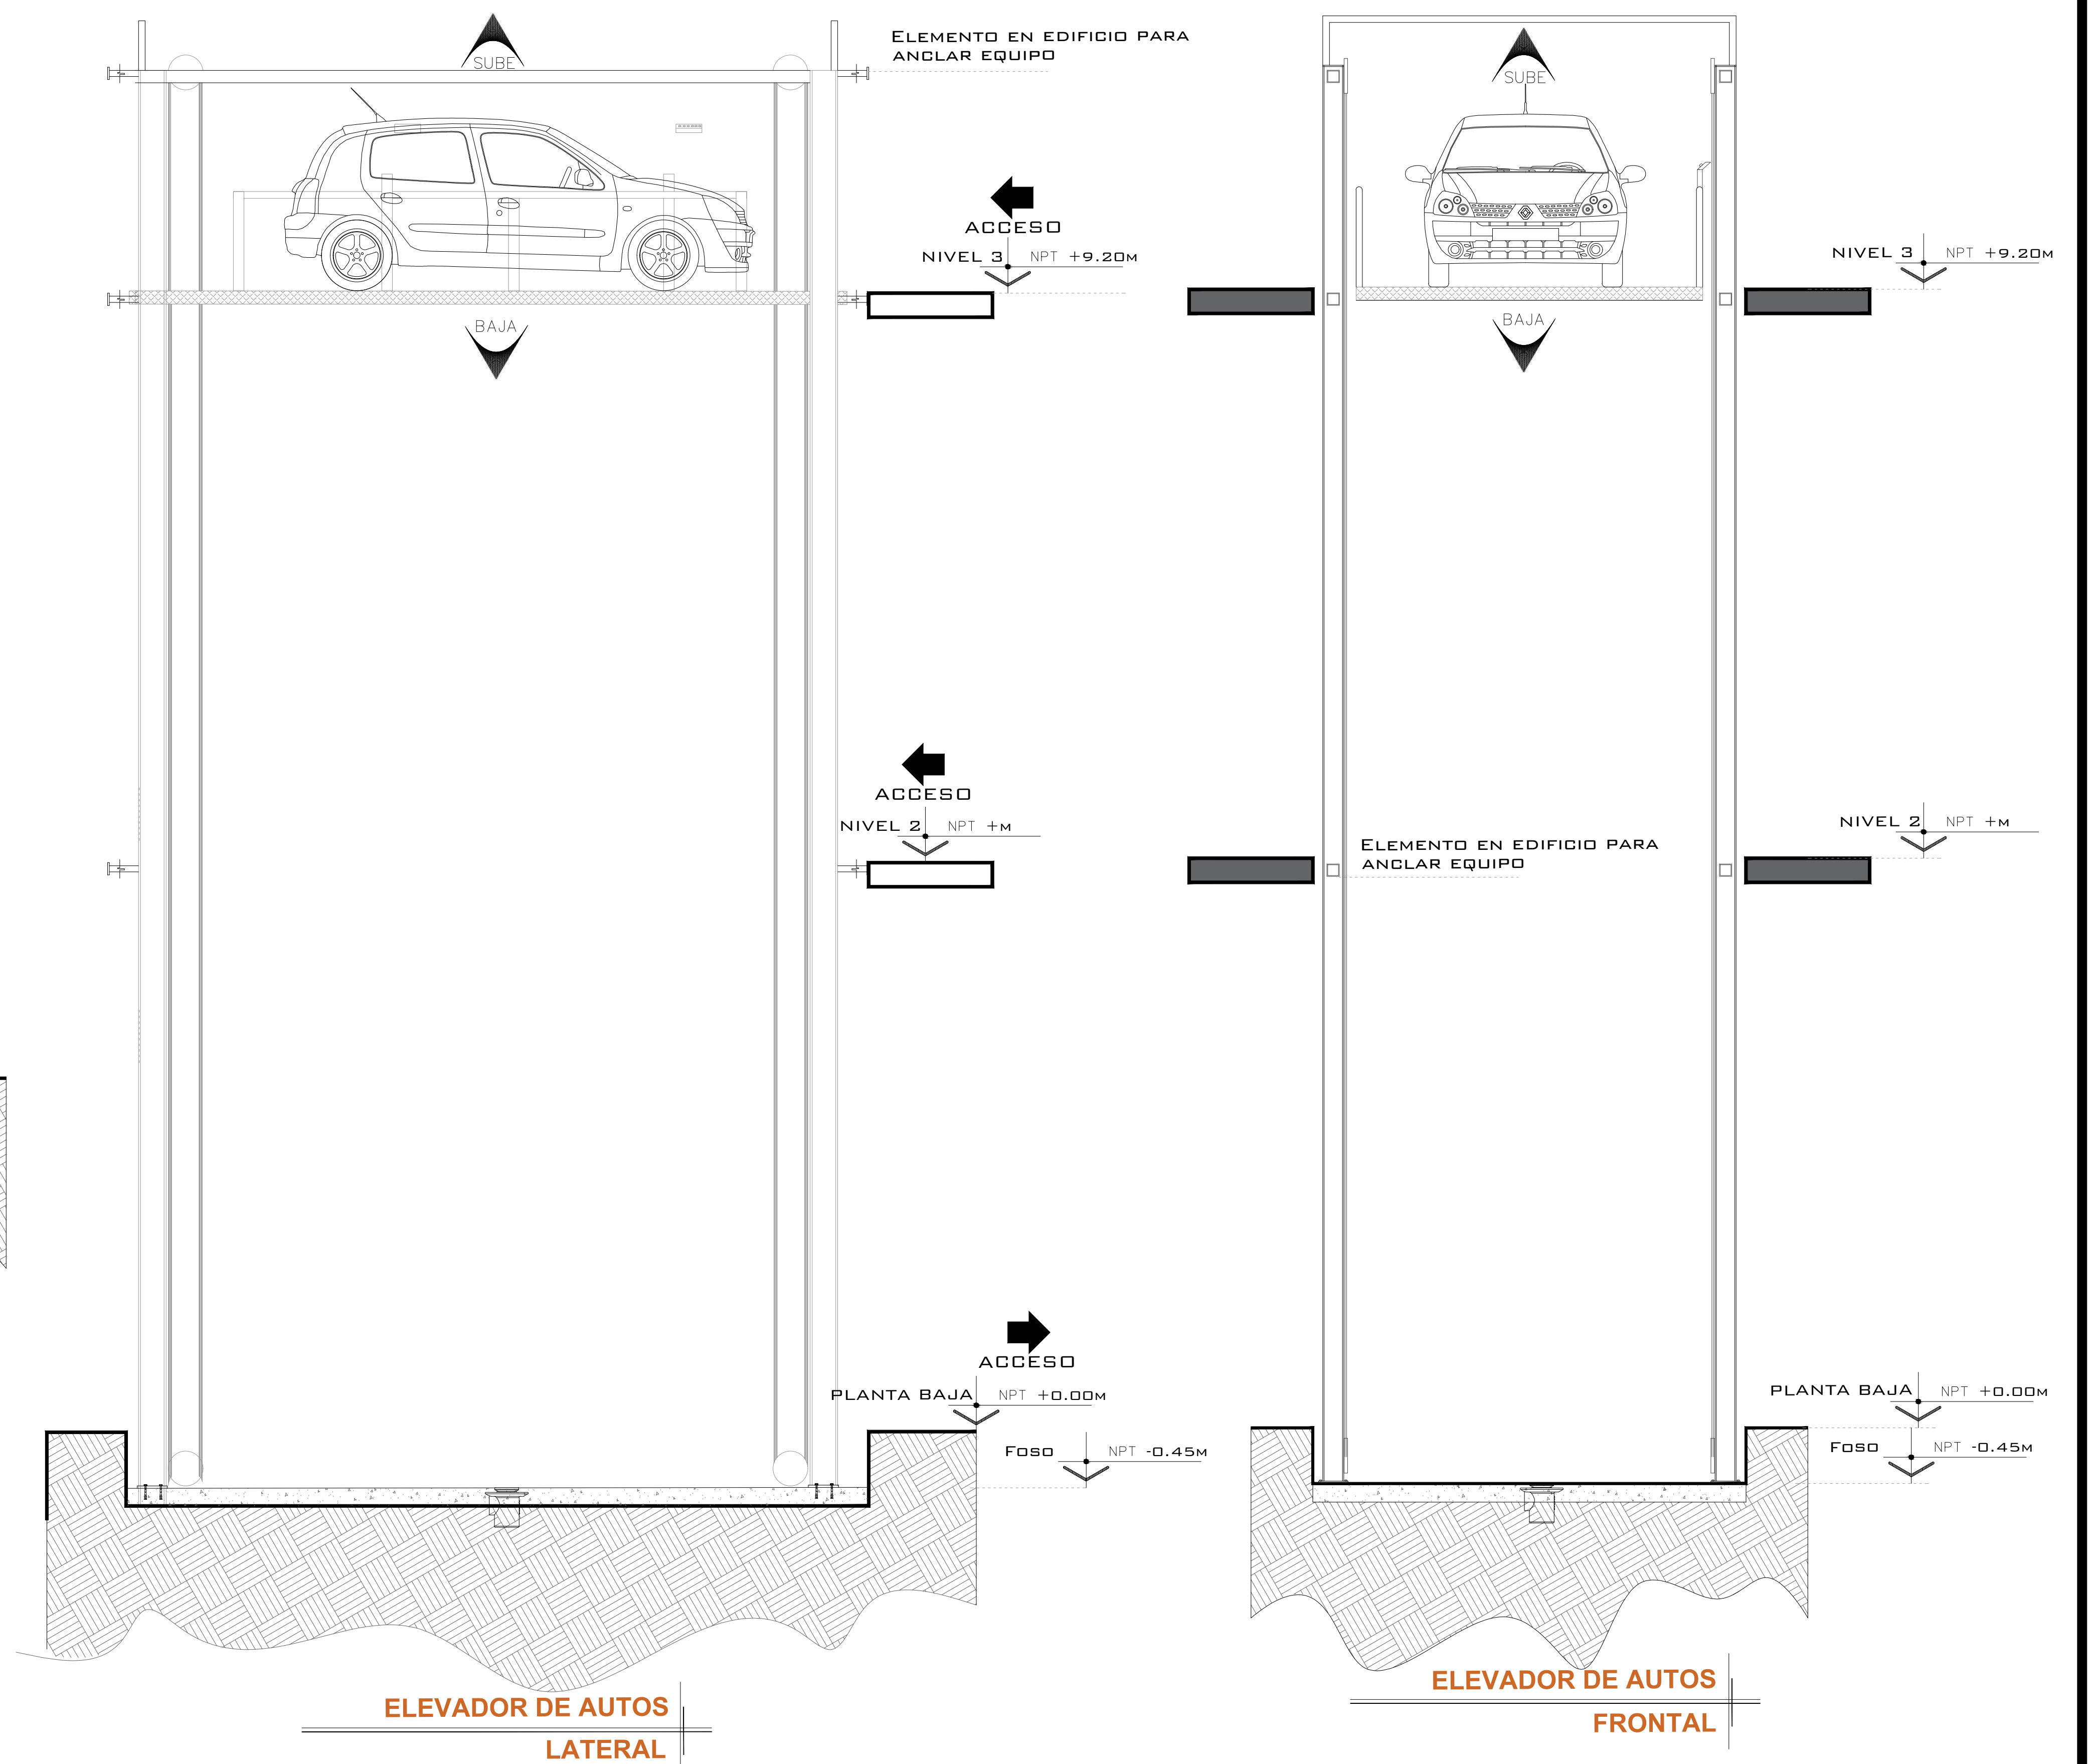 ELEMENTO EN EDIFICIO PARA
ANCLAR EQUIPO
SUBE
ACCESO
NIVEL 3 NPT +9.20M
BAJA
ACCESO
NIVEL 2 NPT +M
ACCESO
PLANTA BAJA NPT +0.00M
FOSO NPT -0.45M
ELEVADOR DE AUTOS
LATERAL
SUBE
NIVEL 3 NPT +9.20M
BAJA
NIVEL 2 NPT +M
ELEMENTO EN EDIFICIO PARA
ANCLAR EQUIPO
PLANTA BAJA NPT +0.00M
FOSO NPT -0.45M
ELEVADOR DE AUTOS
FRONTAL